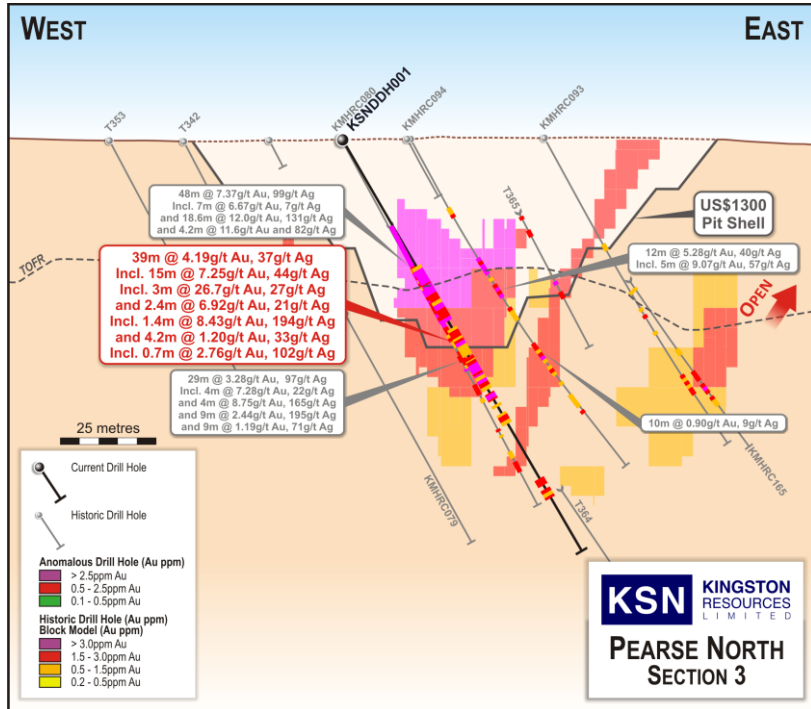 WEST
EAST
T353
T342
KMHRC080
KSNDDH001
KMHRC094
KMHRC093
T365
48m @ 7.37g/t Au, 99g/t Ag
Incl. 7m @ 6.67g/t Au, 7g/t Ag
and 18.6m @ 12.0g/t Au, 131g/t Ag
and 4.2m @ 11.6g/t Au and 82g/t Ag
US$1300
Pit Shell
39m @ 4.19g/t Au, 37g/t Ag
Incl. 15m @ 7.25g/t Au, 44g/t Ag
Incl. 3m @ 26.7g/t Au, 27g/t Ag
and 2.4m @ 6.92g/t Au, 21g/t Ag
Incl. 1.4m @ 8.43g/t Au, 194g/t Ag
and 4.2m @ 1.20g/t Au, 33g/t Ag
Incl. 0.7m @ 2.76g/t Au, 102g/t Ag
12m @ 5.28g/t Au, 40g/t Ag
Incl. 5m @ 9.07g/t Au, 57g/t Ag
TOFR
OPEN
29m @ 3.28g/t Au, 97g/t Ag
Incl. 4m @ 7.28g/t Au, 22g/t Ag
and 4m @ 8.75g/t Au, 165g/t Ag
and 9m @ 2.44g/t Au, 195g/t Ag
and 9m @ 1.19g/t Au, 71g/t Ag
10m @ 0.90g/t Au, 9g/t Ag
25 metres
KMHRC079
T364
KMHRC165
Current Drill Hole
Historic Drill Hole
Anomalous Drill Hole (Au ppm)
> 2.5ppm Au
0.5 - 2.5ppm Au
0.1 - 0.5ppm Au
Historic Drill Hole (Au ppm)
Block Model (Au ppm)
> 3.0ppm Au
1.5 - 3.0ppm Au
0.5 - 1.5ppm Au
0.2 - 0.5ppm Au
KSN
KINGSTON
RESOURCES
LIMITED
PEARSE NORTH
SECTION 3